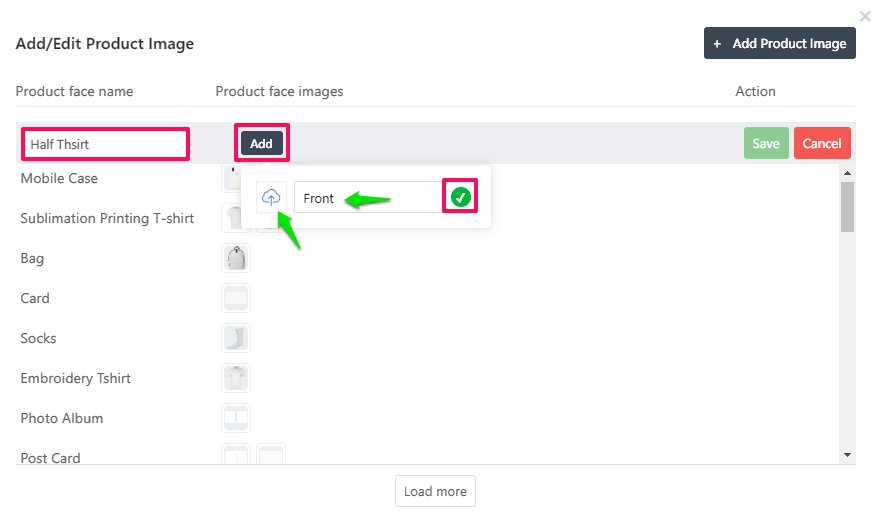 Add/Edit Product Image
+ Add Product Image
Product face name Product face images Action
Half Thsirt Add Save Cancel
Mobile Case
Front
Sublimation Printing T-shirt
Bag
Card
Socks
Embroidery Tshirt
Photo Album
Post Card
Load more